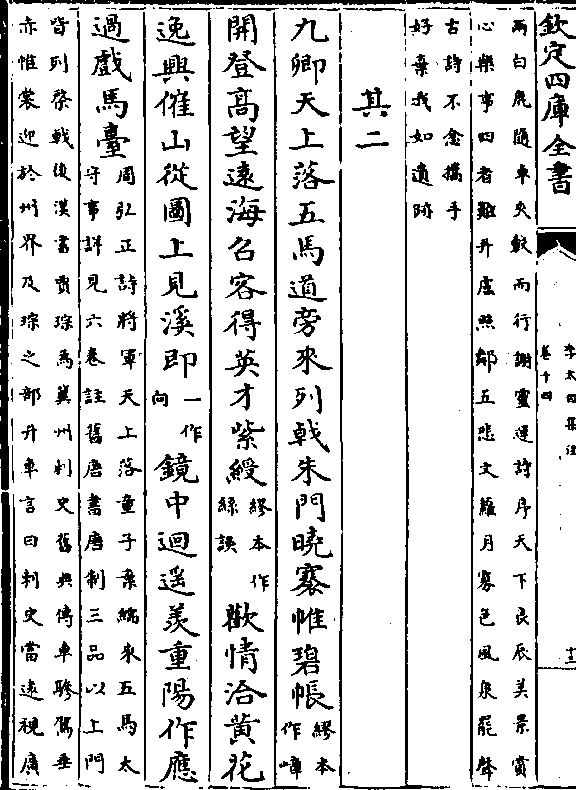 欽定四庫全書
李太白集注
卷十四
十三
兩白鹿隨車夾轂而行謝靈運詩序天下良辰美景賞
心樂事四者難并盧照鄰五悲文蘿月寡色風泉罷聲
古詩不念攜手
好棄我如遺跡
其二
九卿天上落五馬道旁來列戟朱門曉褰帷碧帳繆本作嶂
開登髙望遠海召客得英才紫綬繆本作絲誤歡情洽黄花
逸興催山從圖上見溪即一作向鏡中迴遥羡重陽作應
過戲馬臺周弘正詩將軍天上落童子棄繻來五馬太
守事詳見六卷註舊唐書唐制三品以上門
皆列棨戟後漢書賈琮為冀州刺史舊典傳車驂駕垂
赤帷裳迎於州界及琮之部升車言曰刺史當遠視廣